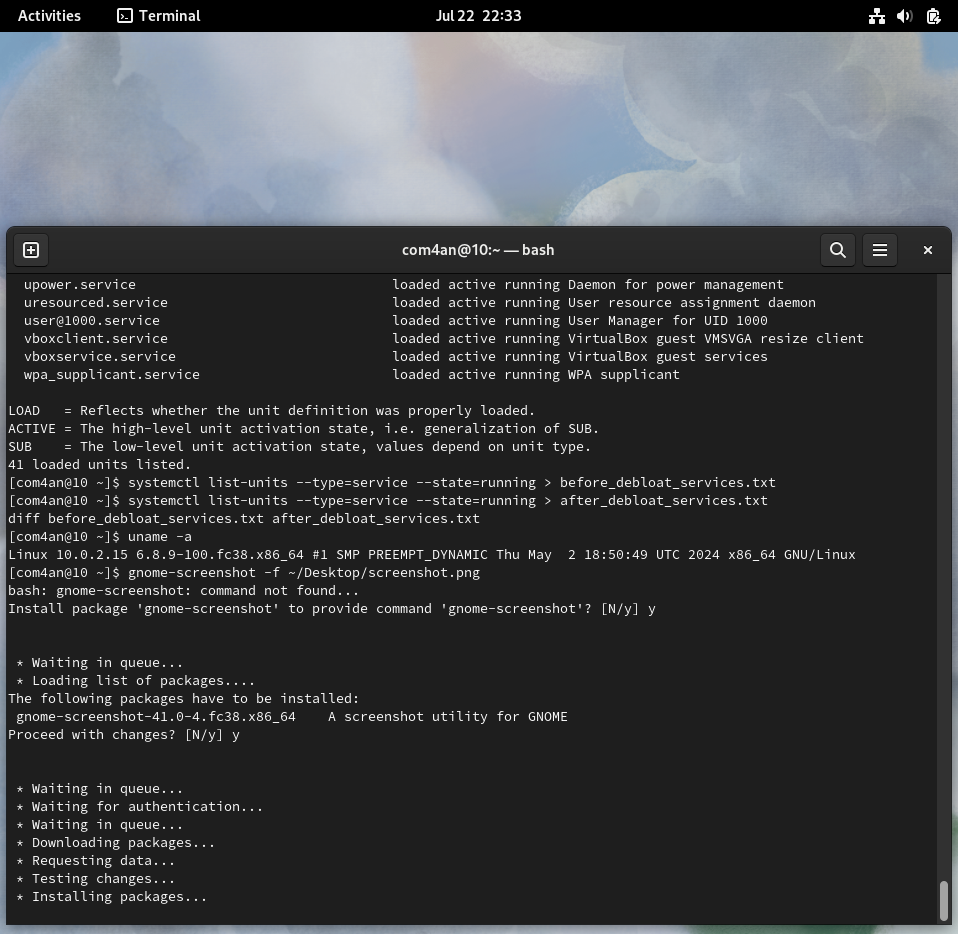 Activities Terminal Jul 22 22:33
com4an@10:~ — bash
upower.service loaded active running Daemon for power management
uresourced.service loaded active running User resource assignment daemon
user@1000.service loaded active running User Manager for UID 1000
vboxclient.service loaded active running VirtualBox guest VMSVGA resize client
vboxservice.service loaded active running VirtualBox guest services
wpa_supplicant.service loaded active running WPA supplicant
LOAD   = Reflects whether the unit definition was properly loaded.
ACTIVE = The high-level unit activation state, i.e. generalization of SUB.
SUB    = The low-level unit activation state, values depend on unit type.
41 loaded units listed.
[com4an@10 ~]$ systemctl list-units --type=service --state=running > before_debloat_services.txt
[com4an@10 ~]$ systemctl list-units --type=service --state=running > after_debloat_services.txt
diff before_debloat_services.txt after_debloat_services.txt
[com4an@10 ~]$ uname -a
Linux 10.0.2.15 6.8.9-100.fc38.x86_64 #1 SMP PREEMPT_DYNAMIC Thu May  2 18:50:49 UTC 2024 x86_64 GNU/Linux
[com4an@10 ~]$ gnome-screenshot -f ~/Desktop/screenshot.png
bash: gnome-screenshot: command not found...
Install package 'gnome-screenshot' to provide command 'gnome-screenshot'? [N/y] y
* Waiting in queue...
* Loading list of packages....
The following packages have to be installed:
gnome-screenshot-41.0-4.fc38.x86_64    A screenshot utility for GNOME
Proceed with changes? [N/y] y
* Waiting in queue...
* Waiting for authentication...
* Waiting in queue...
* Downloading packages...
* Requesting data...
* Testing changes...
* Installing packages...